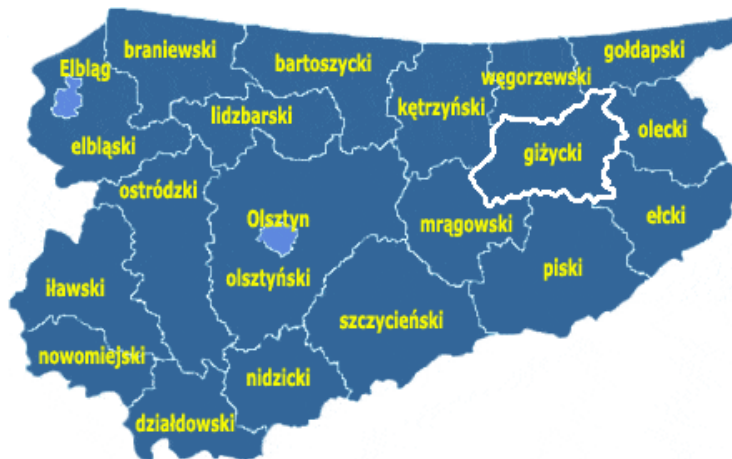 gołdapski
braniewski
bartoszycki
Elbląg
węgorzewski
kętrzyński
lidzbarski
olecki
elbląski
giżycki
ostródzki
ełcki
Olsztyn
mrągowski
piski
olsztyński
iławski
szczycieński
nowomiejski
nidzicki
działdowski